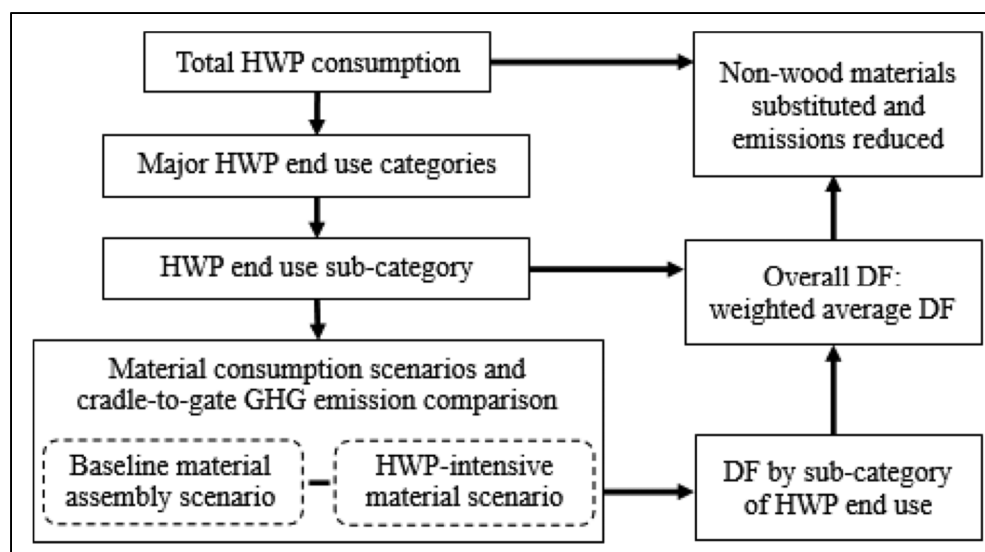 Total HWP consumption
Major HWP end use categories
HWP end use sub-category
Material consumption scenarios and
cradle-to-gate GHG emission comparison
Baseline material
assembly scenario
HWP-intensive
material scenario
DF by sub-category
of HWP end use
Overall DF:
weighted average DF
Non-wood materials
substituted and
emissions reduced